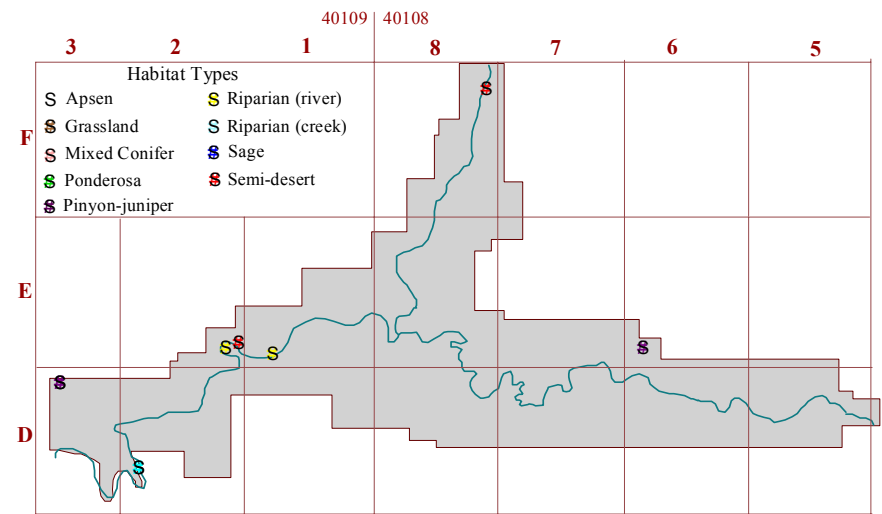 40109 40108
3 2 1 8 7 6 5
Habitat Types
S Apsen
S Riparian (river)
S Grassland
S Riparian (creek)
S Mixed Conifer
S Sage
S Ponderosa
S Semi-desert
S Pinyon-juniper
F
S
E
S S S S
S
D
S